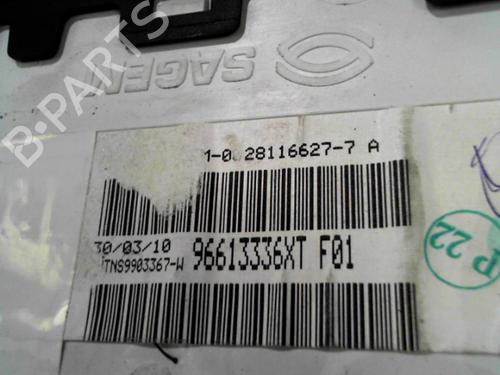 SAGEM
B-PARTS
1-0 28116627-7 A
30/03/10
TNS9903367-W
96613336XT F01
P 22